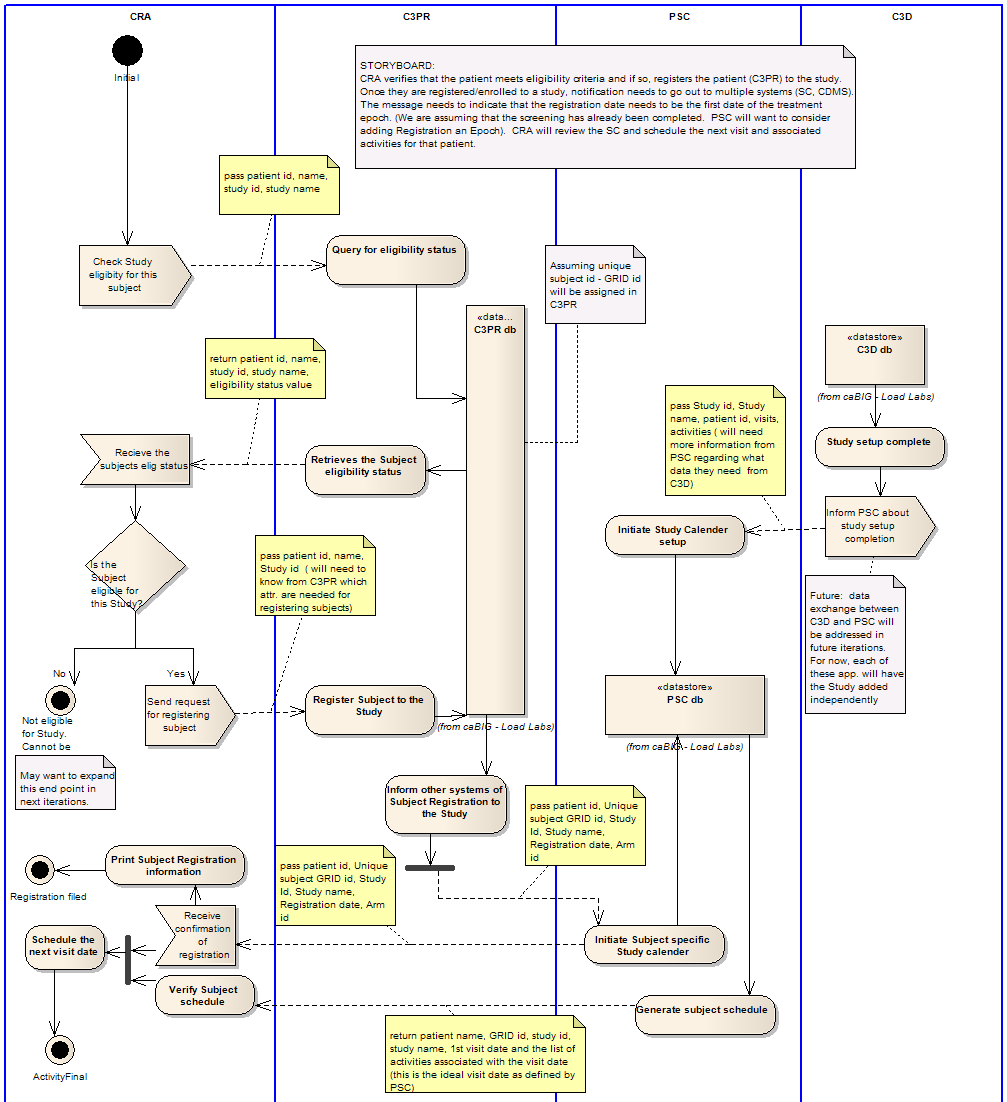 CRA
C3PR
PSC
C3D
Initial
STORYBOARD:
CRA verifies that the patient meets eligibility criteria and if so, registers the patient (C3PR) to the study.
Once they are registered/enrolled to a study, notification needs to go out to multiple systems (SC, CDMS).
The message needs to indicate that the registration date needs to be the first date of the treatment
epoch. (We are assuming that the screening has already been completed.  PSC will want to consider
adding Registration an Epoch).  CRA will review the SC and schedule the next visit and associated
activities for that patient.
pass patient id, name,
study id, study name
Check Study
eligibity for this
subject
Query for eligibility status
Assuming unique
subject id - GRID id
will be assigned in
C3PR
«data...
C3PR db
«datastore»
C3D db
(from caBIG - Load Labs)
return patient id, name,
study id, study name,
eligibility status value
pass Study id, Study
name, patient id, visits,
activities ( will need
more information from
PSC regarding what
data they need  from
C3D)
Study setup complete
Recieve the
subjects elig status
Retrieves the Subject
eligibility status
Initiate Study Calender
setup
Inform PSC about
study setup
completion
Is the
Subject
eligible for
this Study?
pass patient id, name,
Study id  ( will need to
know from C3PR which
attr. are needed for
registering subjects)
Future:  data
exchange between
C3D and PSC will
be addressed in
future iterations.
For now, each of
these app. will have
the Study added
independently
No
Yes
Not eligible
for Study.
Cannot be
Send request
for registering
subject
Register Subject to the
Study
(from caBIG - Load Labs)
«datastore»
PSC db
(from caBIG - Load Labs)
May want to expand
this end point in
next iterations.
Inform other systems of
Subject Registration to
the Study
pass patient id, Unique
subject GRID id, Study
Id, Study name,
Registration date, Arm
id
Print Subject Registration
information
Registration filed
pass patient id, Unique
subject GRID id, Study
Id, Study name,
Registration date, Arm
id
Receive
confirmation
of
registration
Schedule the
next visit date
Initiate Subject specific
Study calender
Verify Subject
schedule
Generate subject schedule
return patient name, GRID id, study id,
study name, 1st visit date and the list of
activities associated with the visit date
(this is the ideal visit date as defined by
PSC)
ActivityFinal